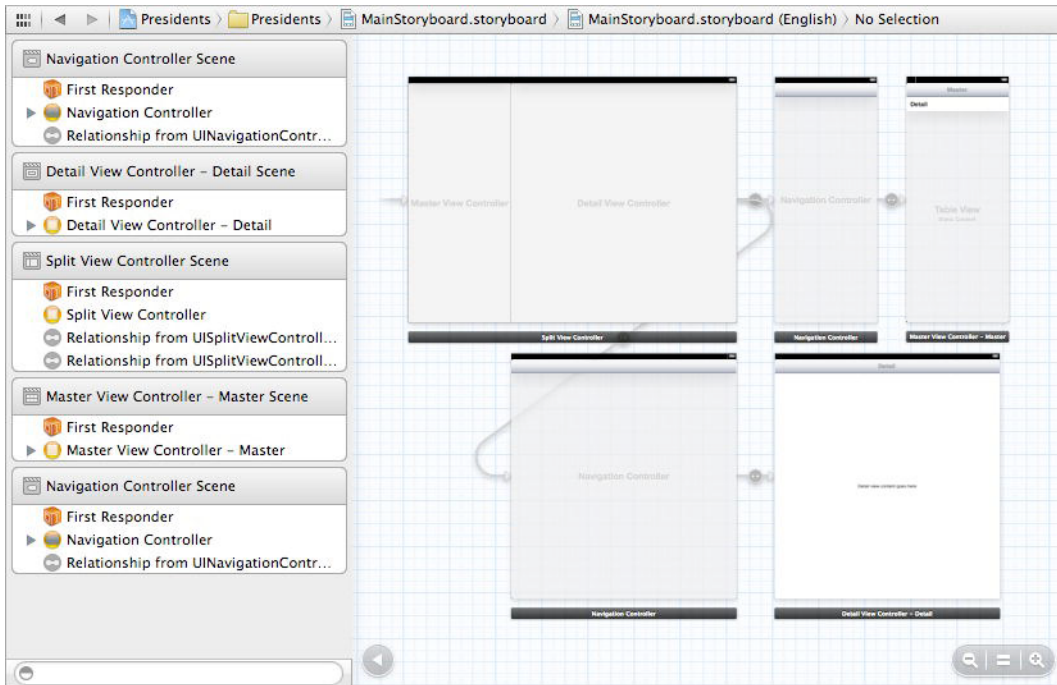 Presidents Presidents MainStoryboard.storyboard MainStoryboard.storyboard (English) No Selection
Navigation Controller Scene
First Responder
Navigation Controller
Relationship from UINavigationContr...
Detail View Controller – Detail Scene
First Responder
Detail View Controller – Detail
Split View Controller Scene
First Responder
Split View Controller
Relationship from UISplitViewControll...
Relationship from UISplitViewControll...
Master View Controller – Master Scene
First Responder
Master View Controller – Master
Navigation Controller Scene
First Responder
Navigation Controller
Relationship from UINavigationContr...
Master View Controller
Detail View Controller
Split View Controller
Navigation Controller
Navigation Controller
Master
Detail
Table View
Master View Controller – Master
Navigation Controller
Navigation Controller
Detail
Detail view content goes here
Detail View Controller – Detail